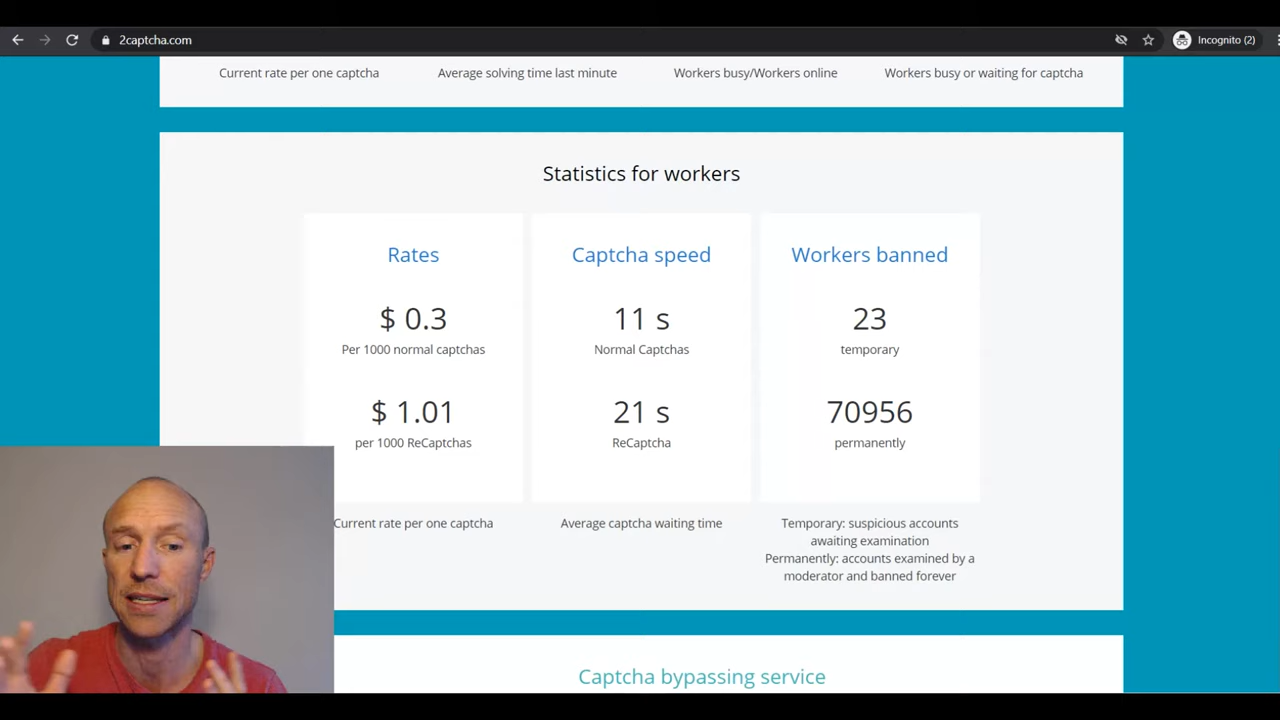 2captcha.com
Incognito (2)
Current rate per one captcha
Average solving time last minute
Workers busy/Workers online
Workers busy or waiting for captcha
Statistics for workers
Rates
$ 0.3
Per 1000 normal captchas
$ 1.01
per 1000 ReCaptchas
Captcha speed
11 s
Normal Captchas
21 s
ReCaptcha
Workers banned
23
temporary
70956
permanently
Current rate per one captcha
Average captcha waiting time
Temporary: suspicious accounts
awaiting examination
Permanently: accounts examined by a
moderator and banned forever
Captcha bypassing service